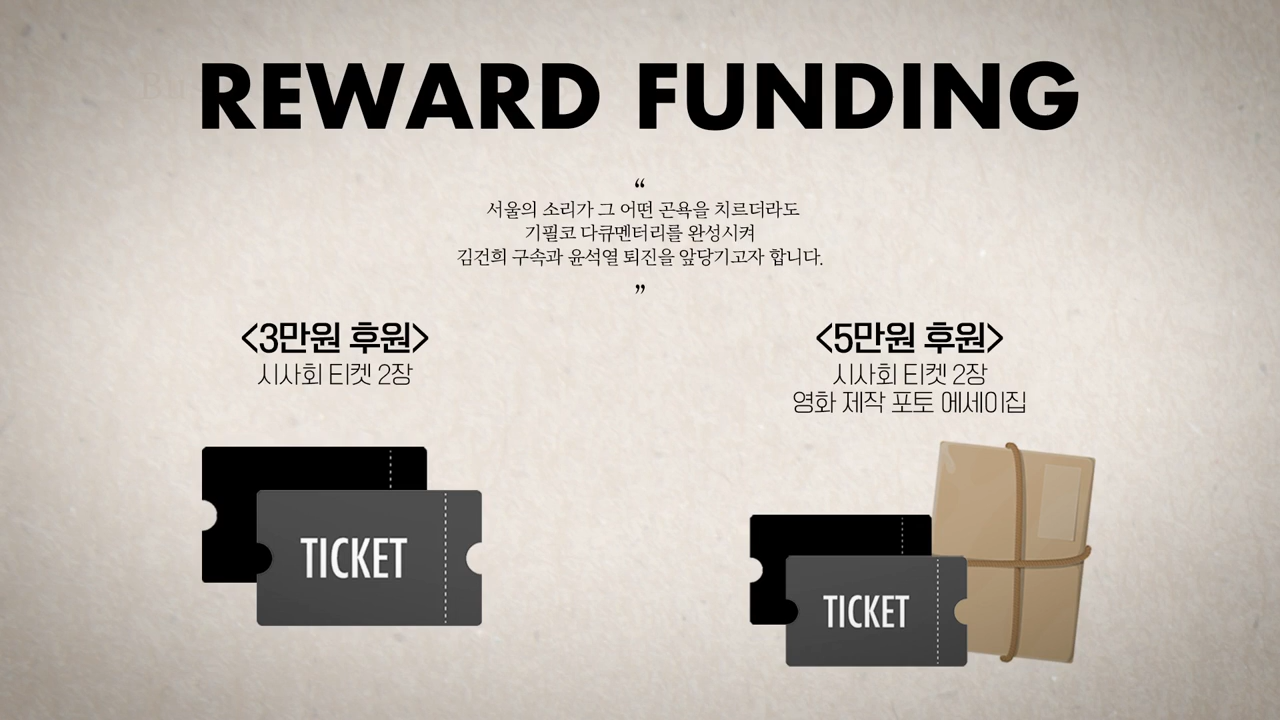 REWARD FUNDING
“
서울의 소리가 그 어떤 곤욕을 치르더라도
기필코 다큐멘터리를 완성시켜
김건희 구속과 윤석열 퇴진을 앞당기고자 합니다.
”
<3만원 후원>
시사회 티켓 2장
<5만원 후원>
시사회 티켓 2장
영화 제작 포토 에세이집
TICKET
TICKET